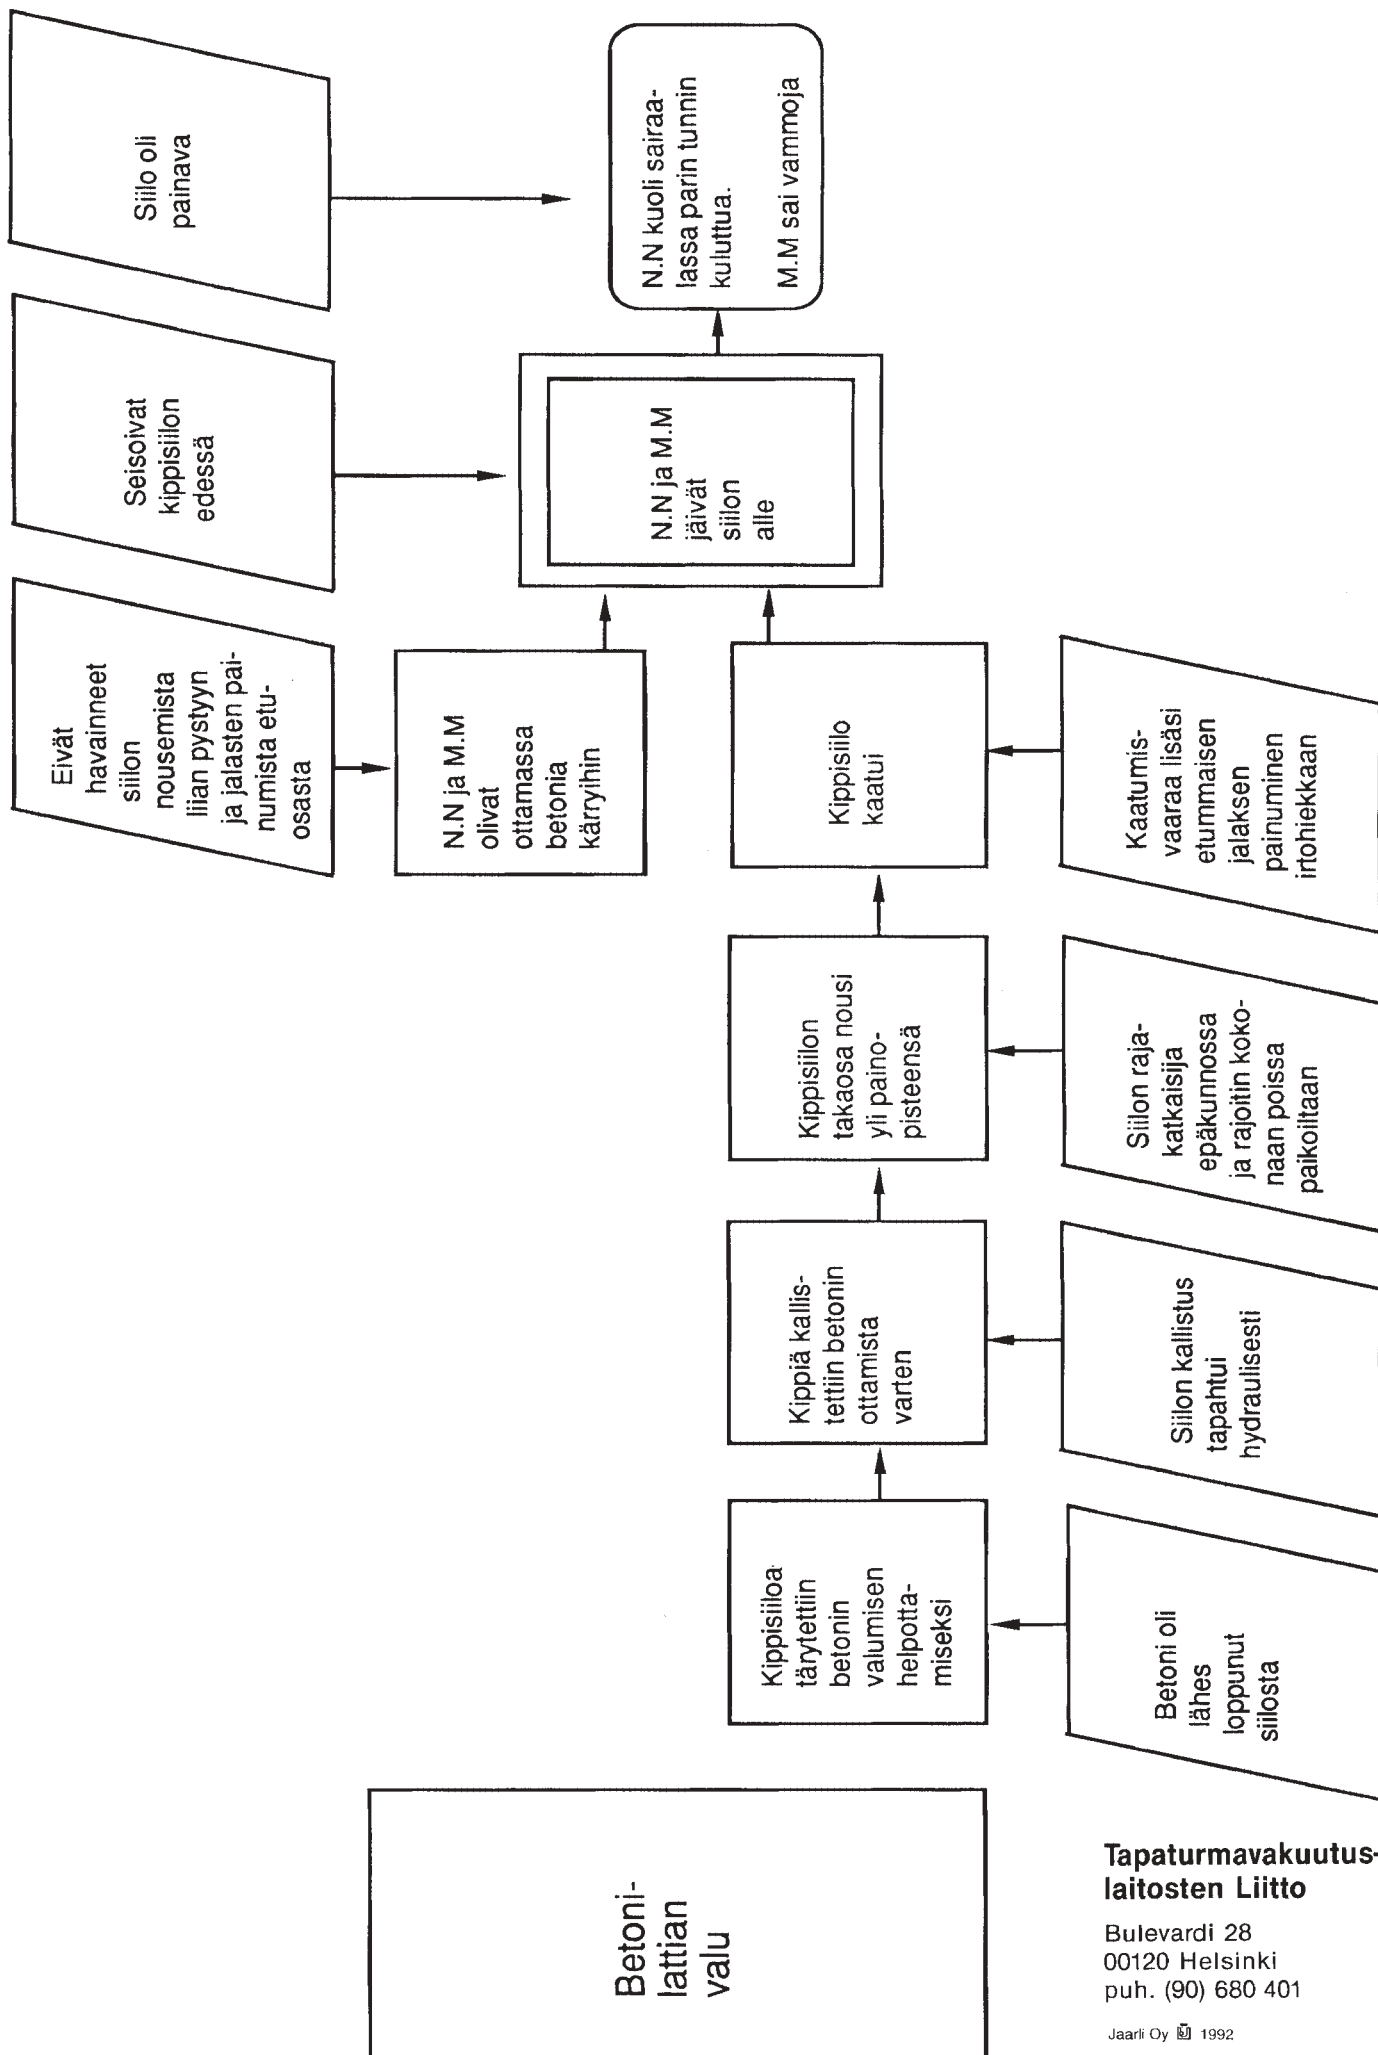 Betoni-
lattian
valu
Eivät
havainneet
siilon
nousemista
liian pystyyn
ja jalasten pai-
numista etu-
osasta
Seisoivat
kippisiilon
edessä
Siilo oli
painava
N.N ja M.M
olivat
ottamassa
betonia
kärryihin
N.N ja M.M
jäivät
siilon
alle
N.N kuoli sairaa-
lassa parin tunnin
kuluttua.
M.M sai vammoja
Kippisiiloa
tärytettiin
betonin
valumisen
helpotta-
miseksi
Kippiä kallis-
tettiin betonin
ottamista
varten
Kippisiilon
takaosa nousi
yli paino-
pisteensä
Kippisiilo
kaatui
Betoni oli
lähes
loppunut
siilosta
Siilon kallistus
tapahtui
hydraulisesti
Siilon raja-
katkaisija
epäkunnossa
ja rajoitin koko-
naan poissa
paikoiltaan
Kaatumis-
vaaraa lisäsi
etummaisen
jalaksen
painuminen
irtohiekkaan
Tapaturmavakuutus-
laitosten Liitto
Bulevardi 28
00120 Helsinki
puh. (90) 680 401
Jaarli Oy 1992